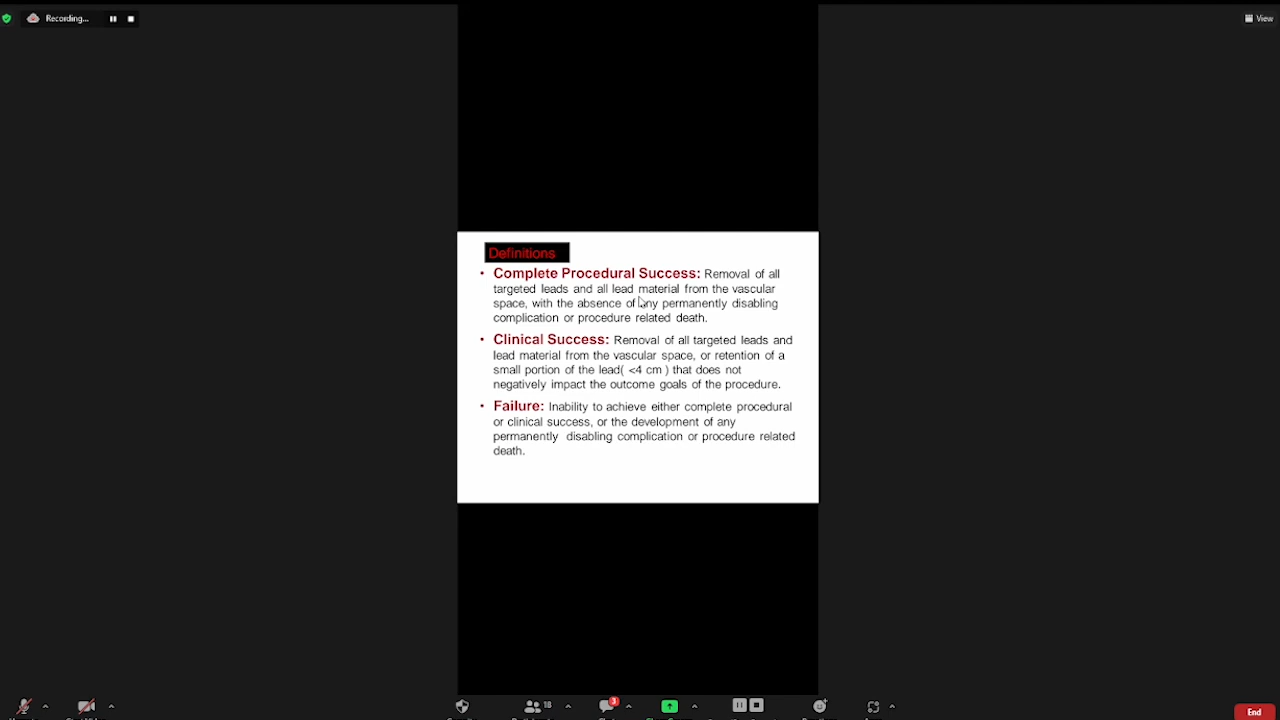 Recording...
View
Definitions
• Complete Procedural Success: Removal of all
targeted leads and all lead material from the vascular
space, with the absence of any permanently disabling
complication or procedure related death.
• Clinical Success: Removal of all targeted leads and
lead material from the vascular space, or retention of a
small portion of the lead( <4 cm ) that does not
negatively impact the outcome goals of the procedure.
• Failure: Inability to achieve either complete procedural
or clinical success, or the development of any
permanently disabling complication or procedure related
death.
18
3
End